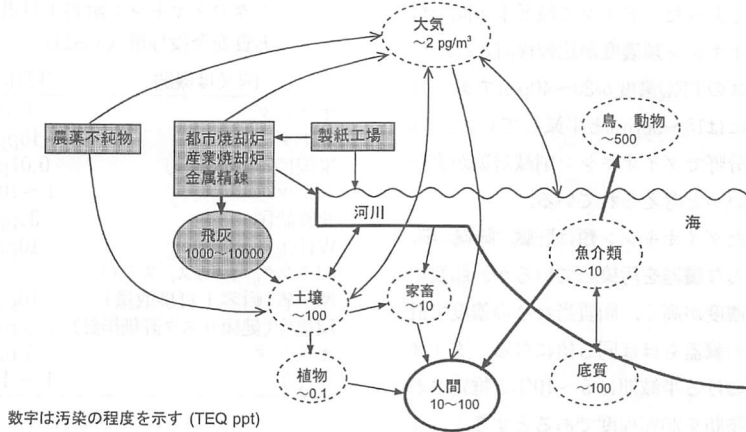 大気
~2 pg/m³
農薬不純物
都市焼却炉
産業焼却炉
金属精錬
製紙工場
鳥、動物
~500
河川
海
飛灰
1000~10000
魚介類
~10
土壌
~100
家畜
~10
植物
~0.1
人間
10~100
底質
~100
数字は汚染の程度を示す (TEQ ppt)